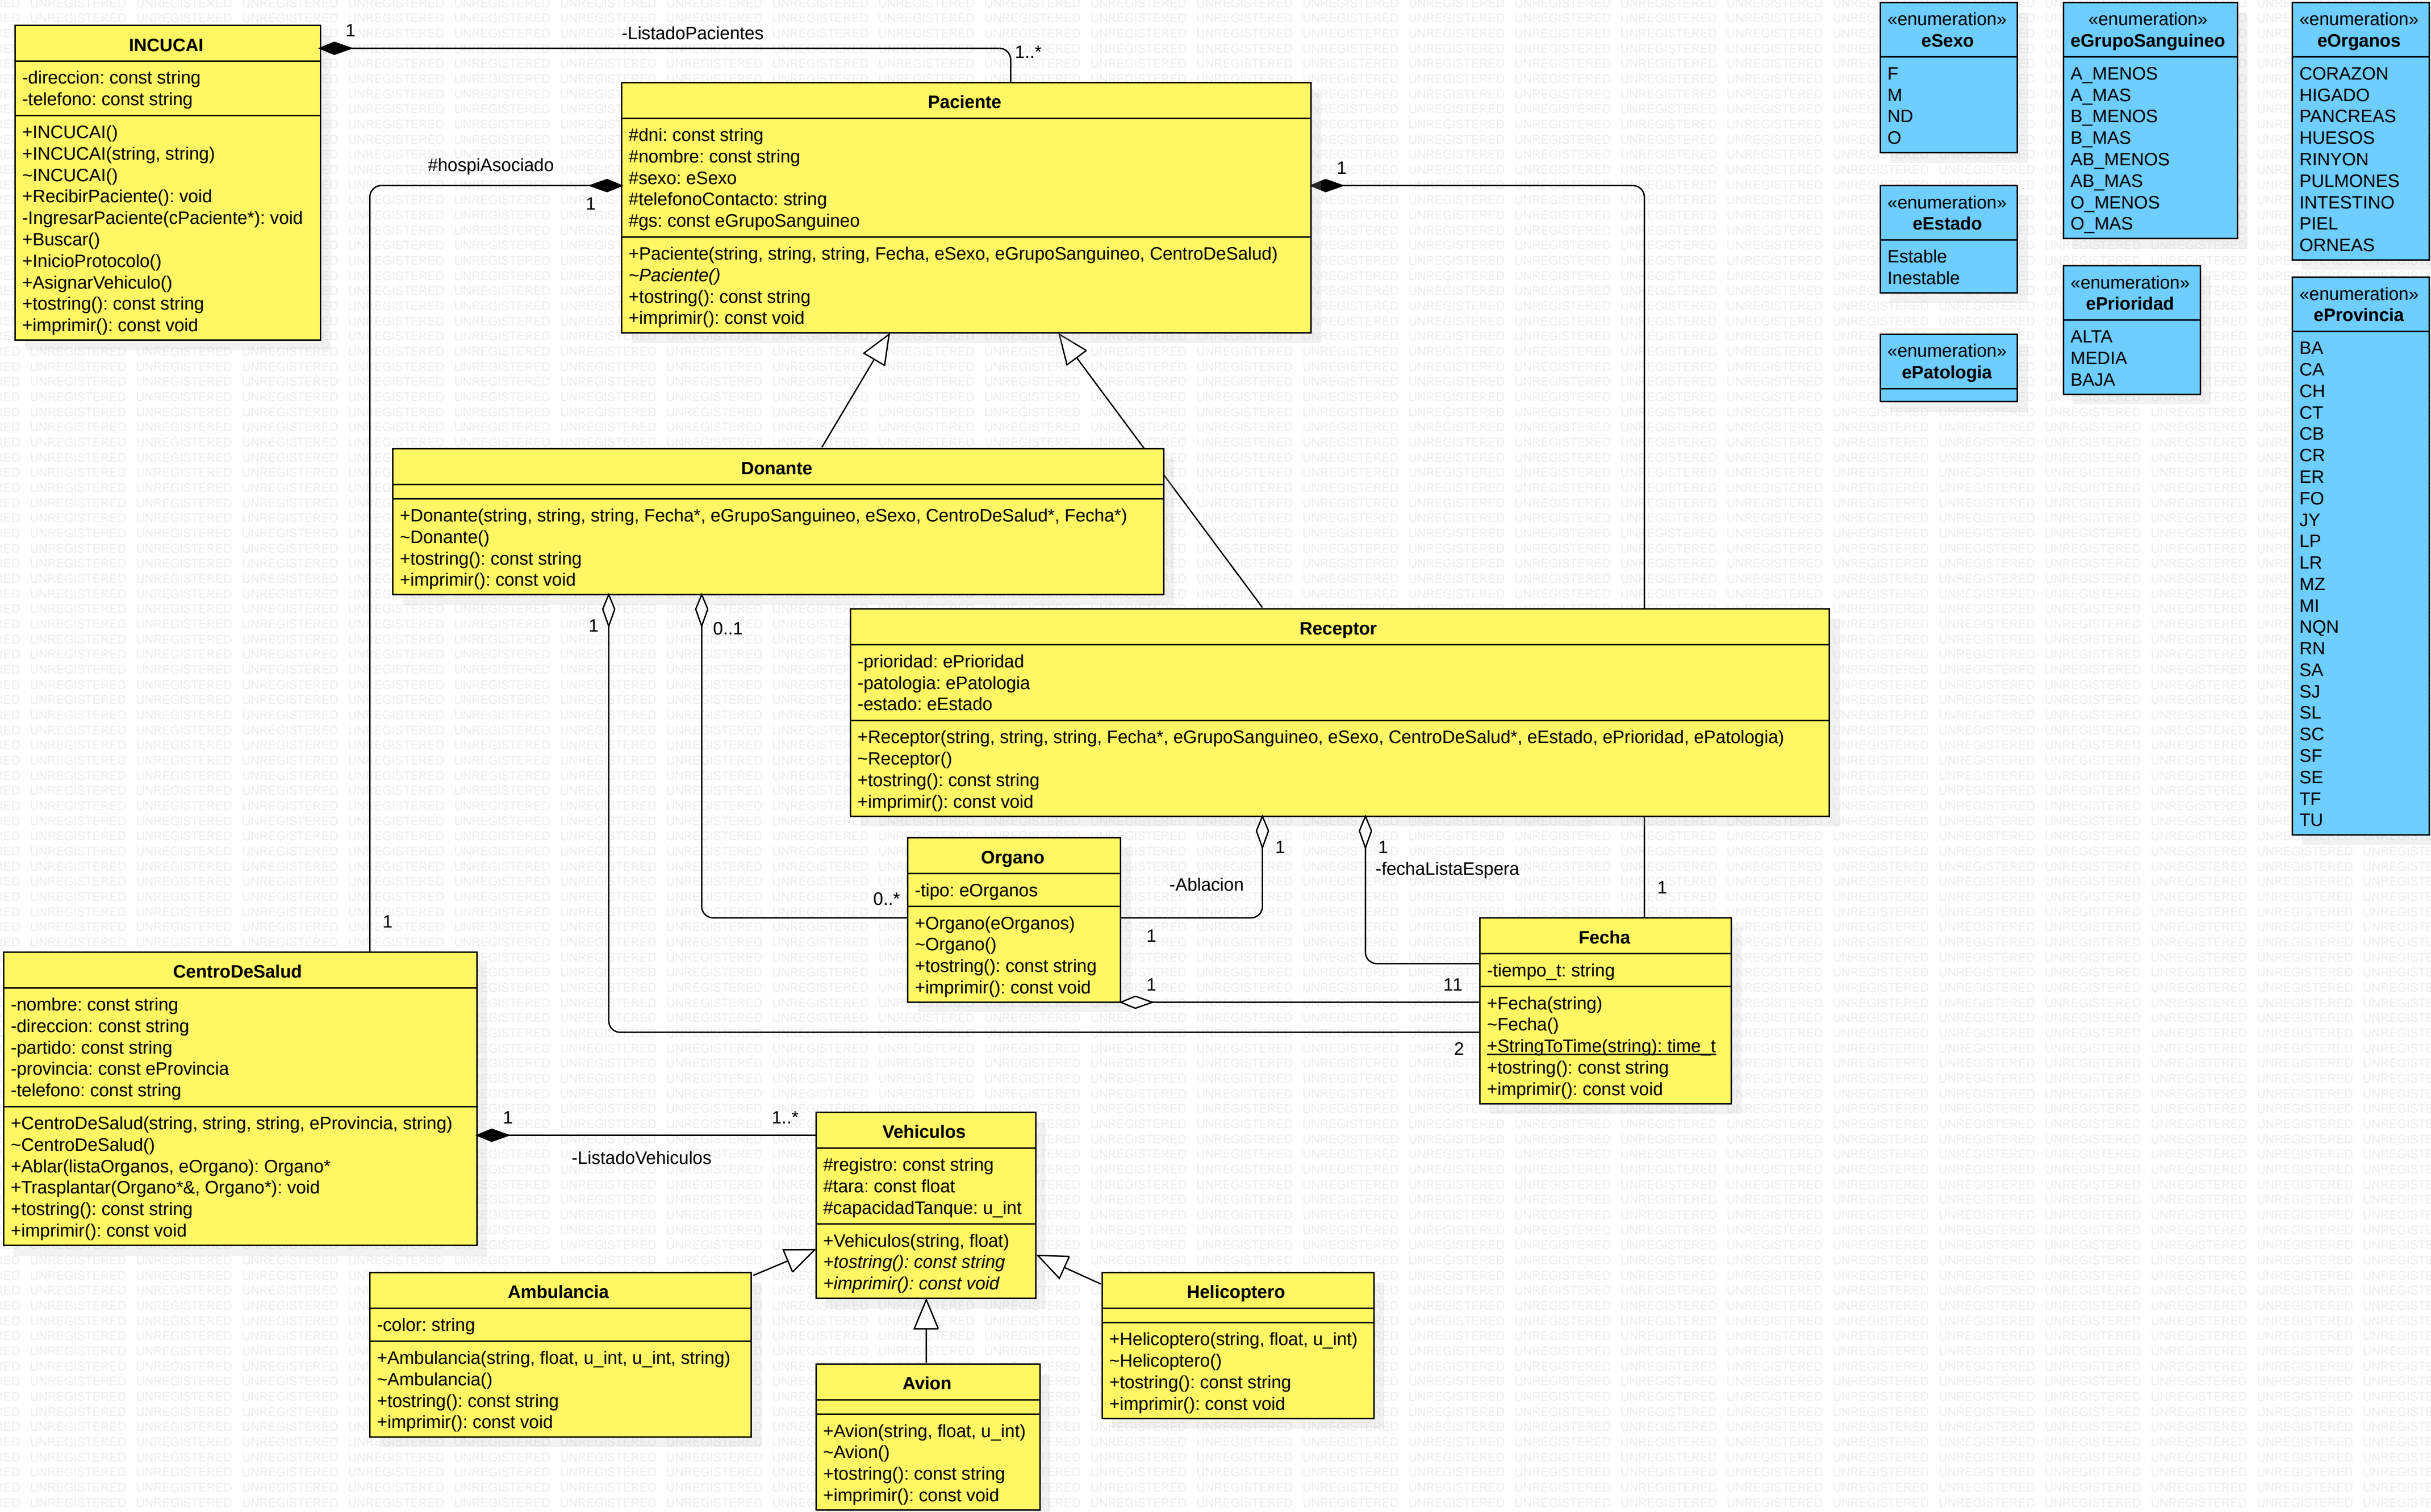 INCUCAI
-direccion: const string
-telefono: const string
+INCUCAI()
+INCUCAI(string, string)
~INCUCAI()
+RecibirPaciente(): void
-IngresarPaciente(cPaciente*): void
+Buscar()
+InicioProtocolo()
+AsignarVehiculo()
+tostring(): const string
+imprimir(): const void
1
-ListadoPacientes
1..*
Paciente
#dni: const string
#nombre: const string
#sexo: eSexo
#telefonoContacto: string
#gs: const eGrupoSanguineo
+Paciente(string, string, string, Fecha, eSexo, eGrupoSanguineo, CentroDeSalud)
~Paciente()
+tostring(): const string
+imprimir(): const void
#hospiAsociado
1
1
1
1
Donante
+Donante(string, string, string, Fecha*, eGrupoSanguineo, eSexo, CentroDeSalud*, Fecha*)
~Donante()
+tostring(): const string
+imprimir(): const void
1
0..1
0..*
2
Receptor
-prioridad: ePrioridad
-patologia: ePatologia
-estado: eEstado
+Receptor(string, string, string, Fecha*, eGrupoSanguineo, eSexo, CentroDeSalud*, eEstado, ePrioridad, ePatologia)
~Receptor()
+tostring(): const string
+imprimir(): const void
1
-Ablacion
1
1
-fechaListaEspera
Organo
-tipo: eOrganos
+Organo(eOrganos)
~Organo()
+tostring(): const string
+imprimir(): const void
1
11
Fecha
-tiempo_t: string
+Fecha(string)
~Fecha()
+StringToTime(string): time_t
+tostring(): const string
+imprimir(): const void
CentroDeSalud
-nombre: const string
-direccion: const string
-partido: const string
-provincia: const eProvincia
-telefono: const string
+CentroDeSalud(string, string, string, eProvincia, string)
~CentroDeSalud()
+Ablar(listaOrganos, eOrgano): Organo*
+Trasplantar(Organo*&, Organo*): void
+tostring(): const string
+imprimir(): const void
1
1..*
-ListadoVehiculos
Vehiculos
#registro: const string
#tara: const float
#capacidadTanque: u_int
+Vehiculos(string, float)
+tostring(): const string
+imprimir(): const void
Ambulancia
-color: string
+Ambulancia(string, float, u_int, u_int, string)
~Ambulancia()
+tostring(): const string
+imprimir(): const void
Avion
+Avion(string, float, u_int)
~Avion()
+tostring(): const string
+imprimir(): const void
Helicoptero
+Helicoptero(string, float, u_int)
~Helicoptero()
+tostring(): const string
+imprimir(): const void
«enumeration»
eSexo
F
M
ND
O
«enumeration»
eEstado
Estable
Inestable
«enumeration»
ePatologia
«enumeration»
eGrupoSanguineo
A_MENOS
A_MAS
B_MENOS
B_MAS
AB_MENOS
AB_MAS
O_MENOS
O_MAS
«enumeration»
ePrioridad
ALTA
MEDIA
BAJA
«enumeration»
eOrganos
CORAZON
HIGADO
PANCREAS
HUESOS
RINYON
PULMONES
INTESTINO
PIEL
ORNEAS
«enumeration»
eProvincia
BA
CA
CH
CT
CB
CR
ER
FO
JY
LP
LR
MZ
MI
NQN
RN
SA
SJ
SL
SC
SF
SE
TF
TU
UNREGISTERED